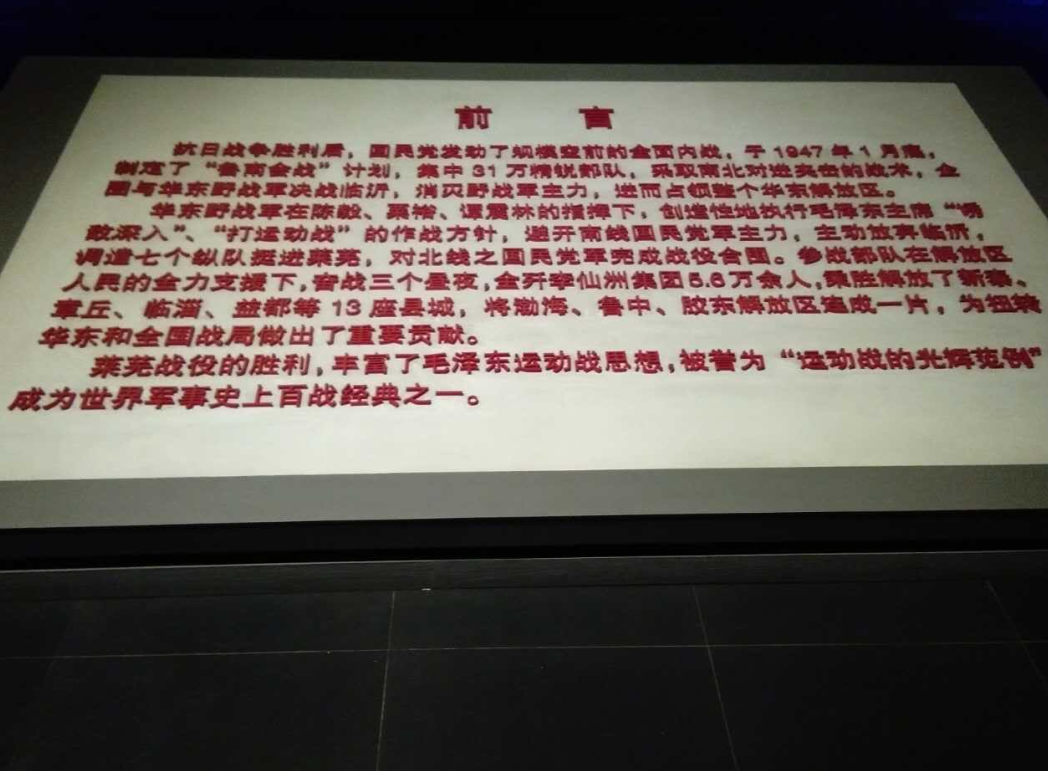 前言
抗日战争胜利后，国民党发动了规模空前的全面内战，于1947年1月底，
制定了“鲁南会战”计划，集中31万精锐部队，采取南北对进夹击的战术，企
图与华东野战军决战临沂，消灭野战军主力，进而占领整个华东解放区。
华东野战军在陈毅、粟裕、谭震林的指挥下，创造性地执行毛泽东主席“诱
敌深入”、“打运动战”的作战方针，避开南线国民党军主力，主动放弃临沂，
调遣七个纵队挺进莱芜，对北线之国民党军完成战役合围。参战部队在解放区
人民的全力支援下，奋战三个昼夜，全歼李仙洲集团5.6万余人，乘胜解放了新泰、
章丘、临淄、益都等13座县城，将渤海、鲁中、胶东解放区连成一片，为扭转
华东和全国战局做出了重要贡献。
莱芜战役的胜利，丰富了毛泽东运动战思想，被誉为“运动战的光辉范例”
成为世界军事史上百战经典之一。